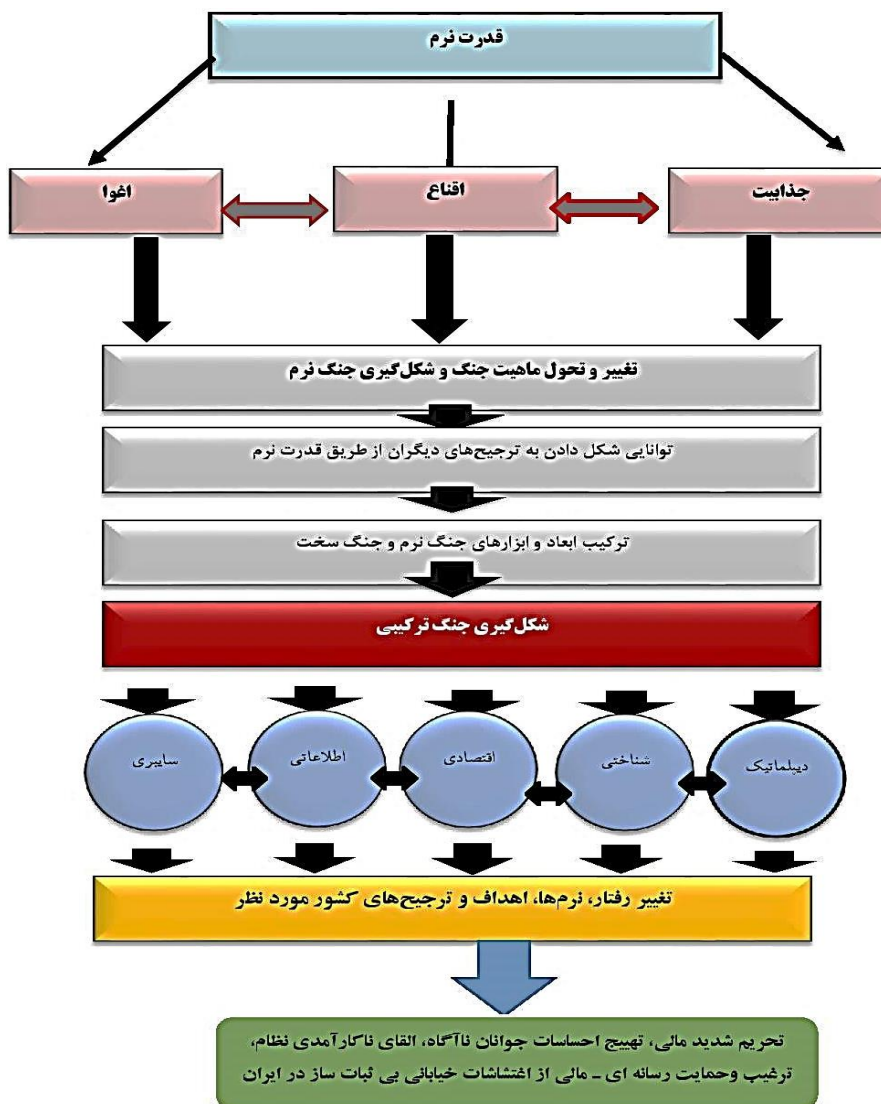 قدرت نرم
جذابیت
اقناع
اغوا
تغییر و تحول ماهیت جنگ و شکل‌گیری جنگ نرم
توانایی شکل دادن به ترجیح‌های دیگران از طریق قدرت نرم
ترکیب ابعاد و ابزارهای جنگ نرم و جنگ سخت
شکل‌گیری جنگ ترکیبی
دیپلماتیک
شناختی
اقتصادی
اطلاعاتی
سایبری
تغییر رفتار، نرم‌ها، اهداف و ترجیح‌های کشور مورد نظر
تحریم شدید مالی، تهییج احساسات جوانان ناآگاه، القای ناکارآمدی نظام،
ترغیب وحمایت رسانه ای ـ مالی از اغتشاشات خیابانی بی ثبات ساز در ایران